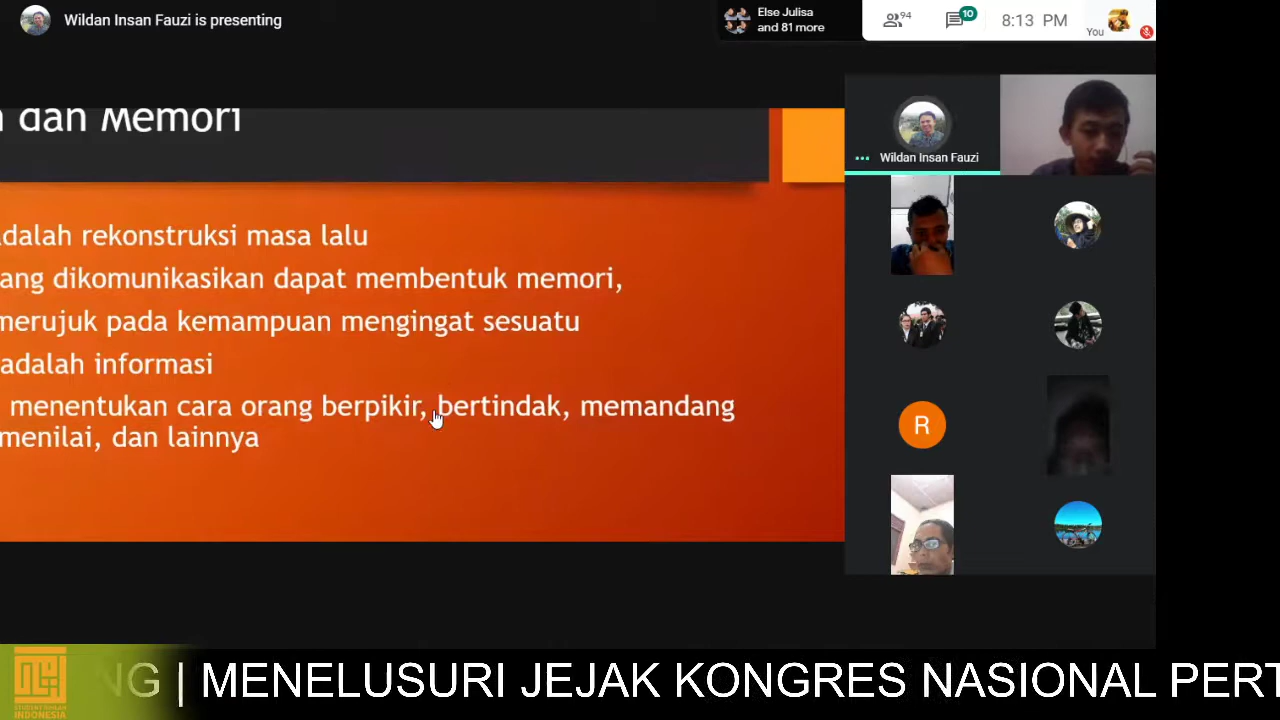 Wildan Insan Fauzi is presenting
Else Julisa
and 81 more
94
10
8:13 PM
You
dan Memori
Wildan Insan Fauzi
adalah rekonstruksi masa lalu
ang dikomunikasikan dapat membentuk memori,
merujuk pada kemampuan mengingat sesuatu
adalah informasi
menentukan cara orang berpikir, bertindak, memandang
menilai, dan lainnya
R
NG | MENELUSURI JEJAK KONGRES NASIONAL PERT
INDONESIA